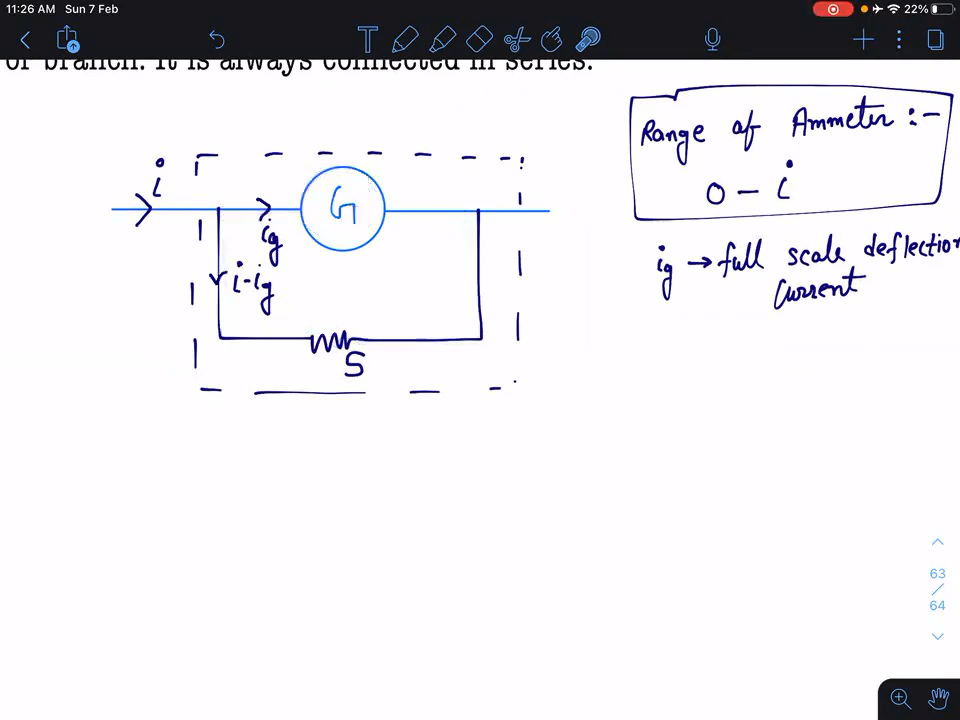 11:26 AM Sun 7 Feb
22%
T
or branch. It is always connected in series.
Range of Ammeter :-
0 - i
ig → full scale deflection
current
i
G
ig
i-ig
S
63
/
64